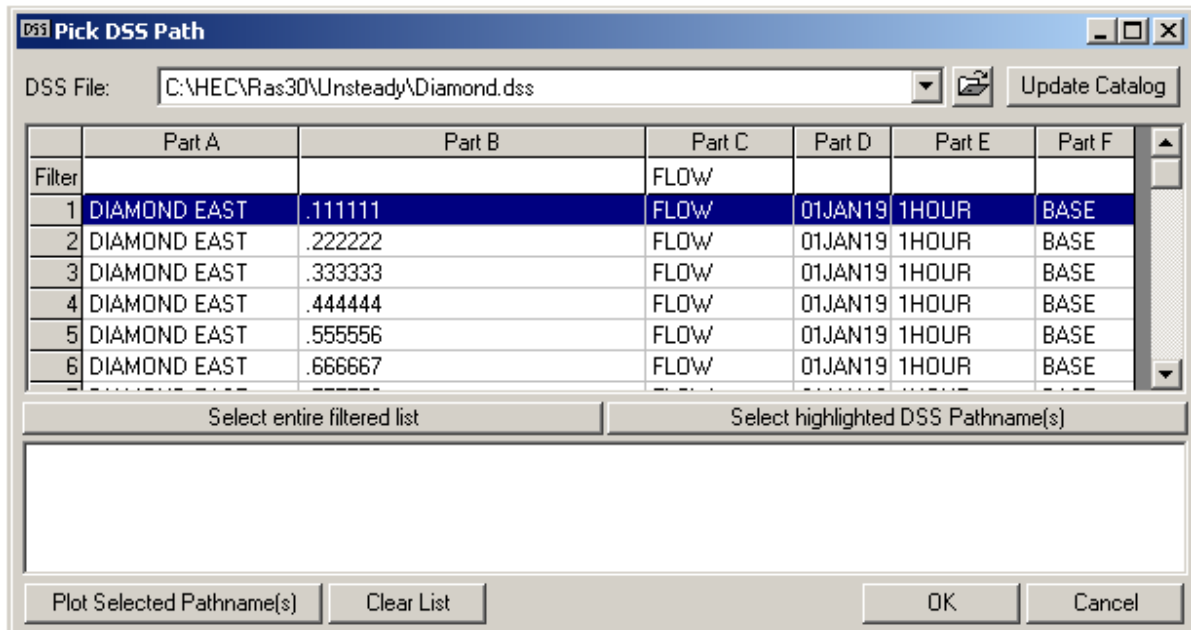 DSS Pick DSS Path
DSS File: C:\HEC\Ras30\Unsteady\Diamond.dss Update Catalog
Part A Part B Part C Part D Part E Part F
Filter FLOW
1 DIAMOND EAST .111111 FLOW 01JAN19 1HOUR BASE
2 DIAMOND EAST .222222 FLOW 01JAN19 1HOUR BASE
3 DIAMOND EAST .333333 FLOW 01JAN19 1HOUR BASE
4 DIAMOND EAST .444444 FLOW 01JAN19 1HOUR BASE
5 DIAMOND EAST .555556 FLOW 01JAN19 1HOUR BASE
6 DIAMOND EAST .666667 FLOW 01JAN19 1HOUR BASE
Select entire filtered list Select highlighted DSS Pathname(s)
Plot Selected Pathname(s) Clear List OK Cancel